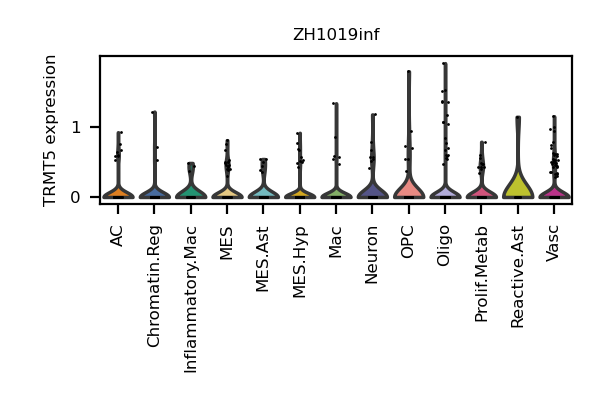 ZH1019inf
TRMT5 expression
1
0
AC
Chromatin.Reg
Inflammatory.Mac
MES
MES.Ast
MES.Hyp
Mac
Neuron
OPC
Oligo
Prolif.Metab
Reactive.Ast
Vasc